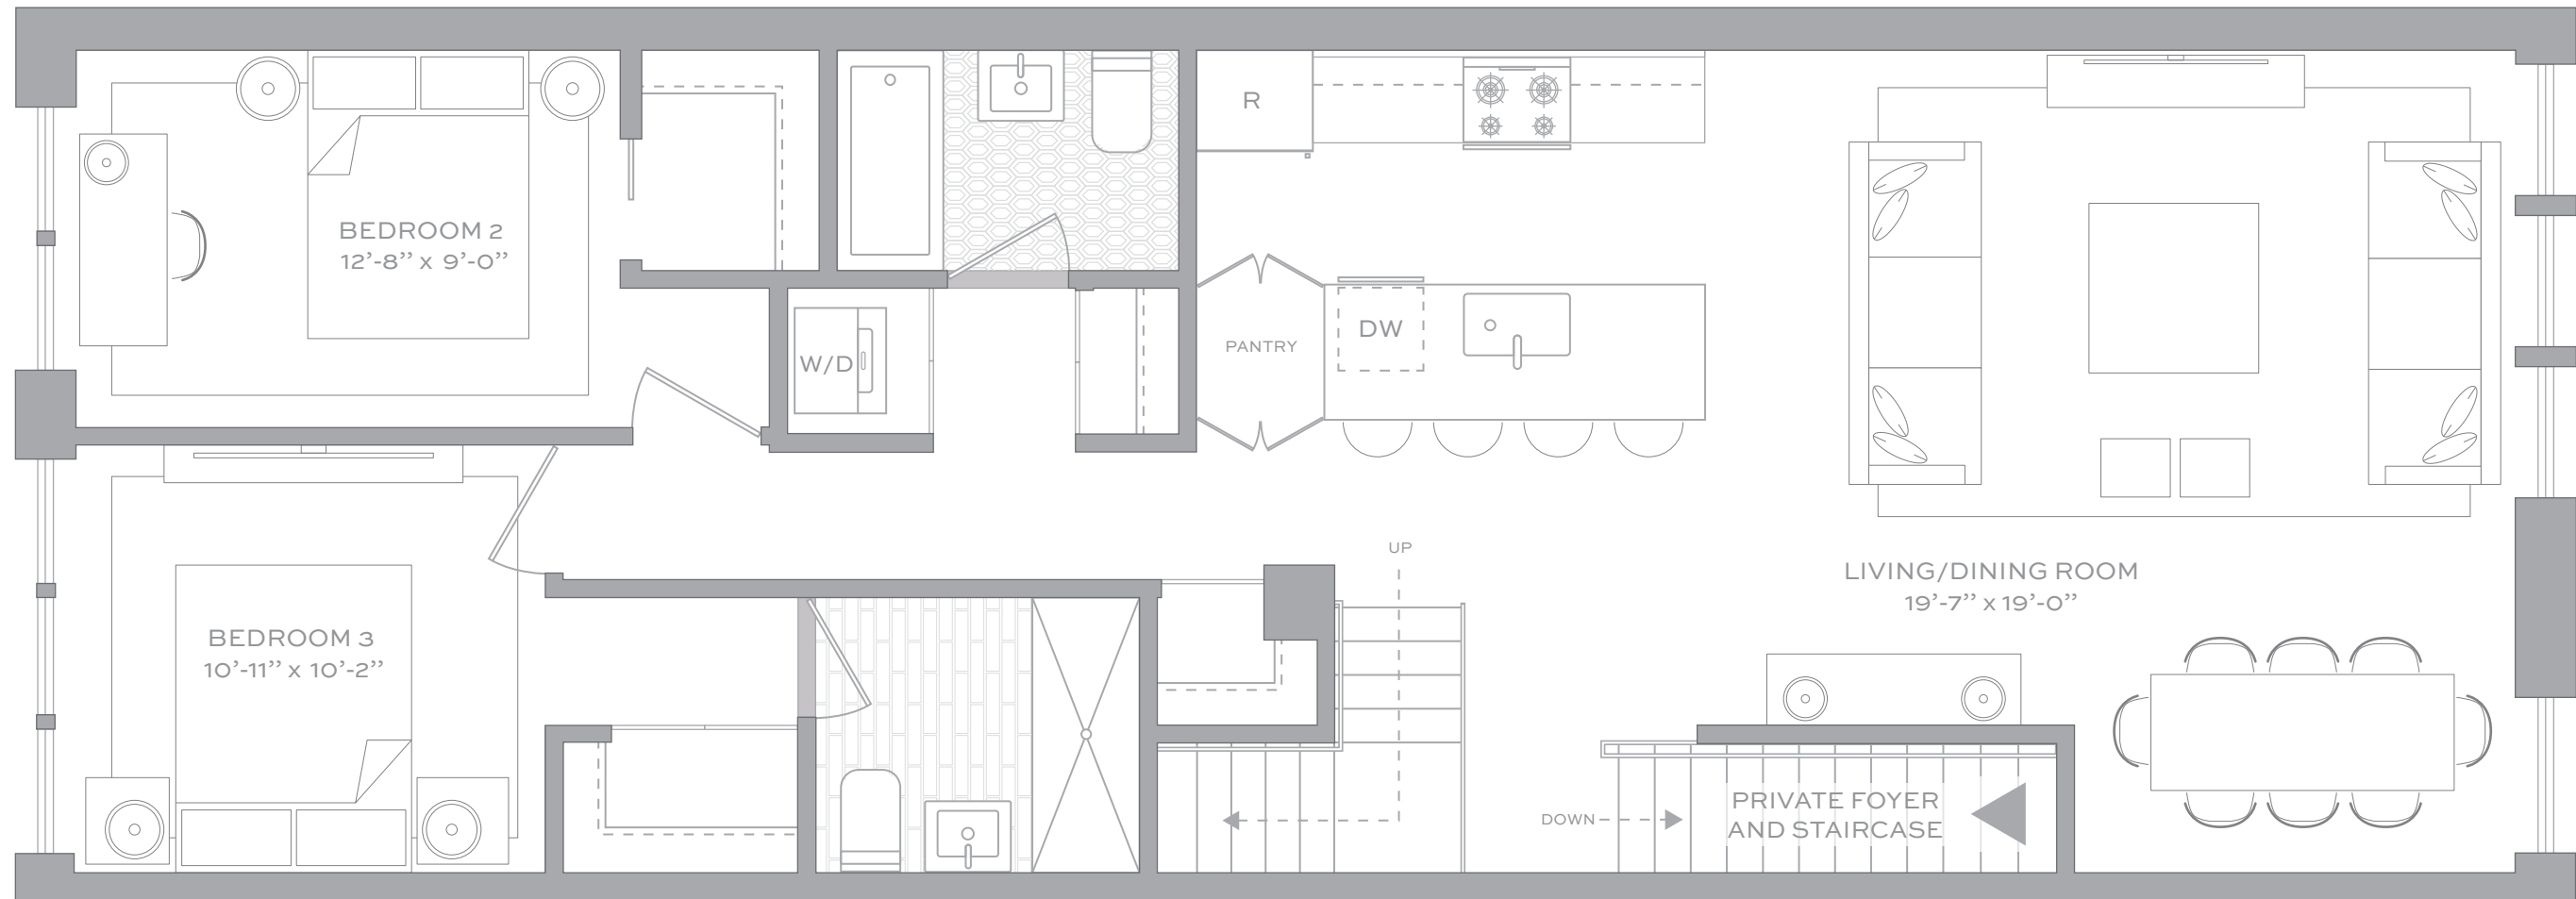 R
BEDROOM 2
12’-8’’ x 9’-0’’
DW
PANTRY
W/D
UP
LIVING/DINING ROOM
19’-7’’ x 19’-0’’
BEDROOM 3
10’-11’’ x 10’-2’’
DOWN
PRIVATE FOYER
AND STAIRCASE